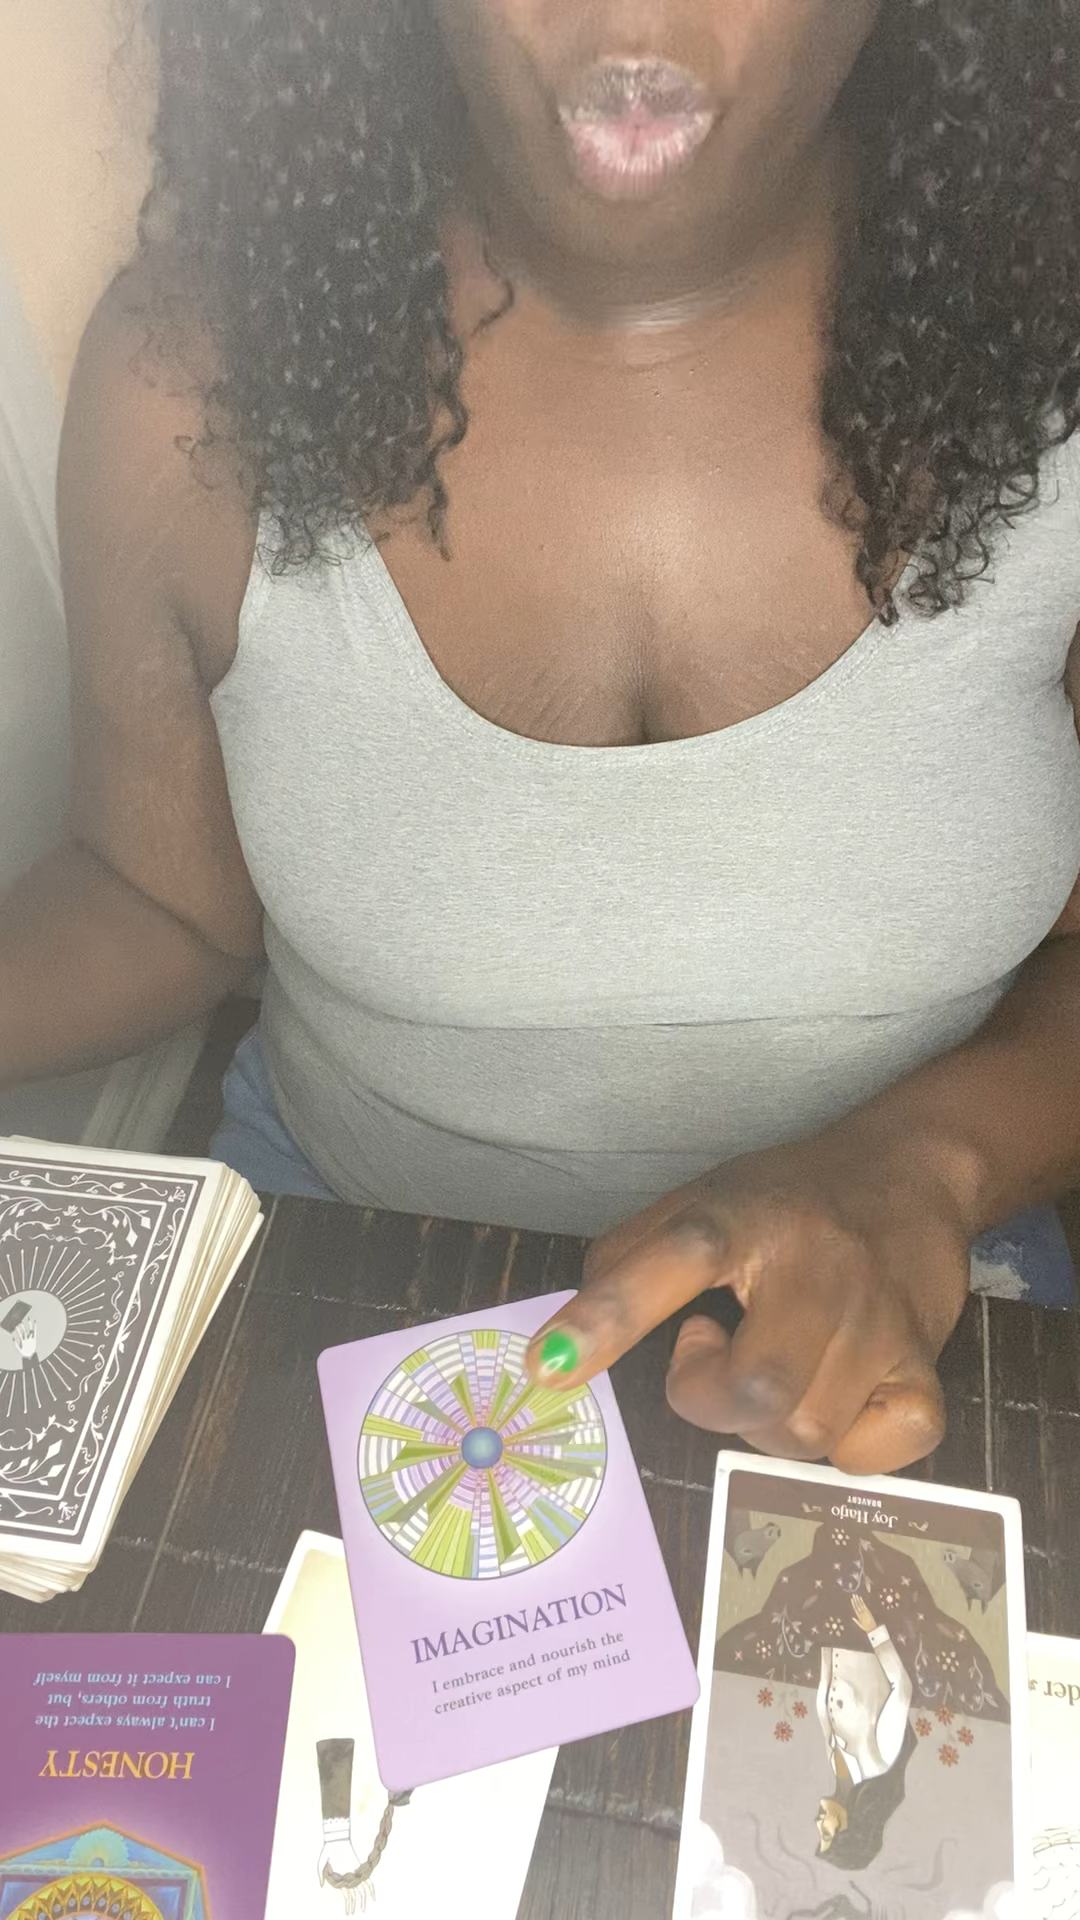 IMAGINATION
I embrace and nourish the
creative aspect of my mind
HONESTY
I can't always expect the
truth from others, but
I can expect it from myself
Joy Harjo
BRAVERY